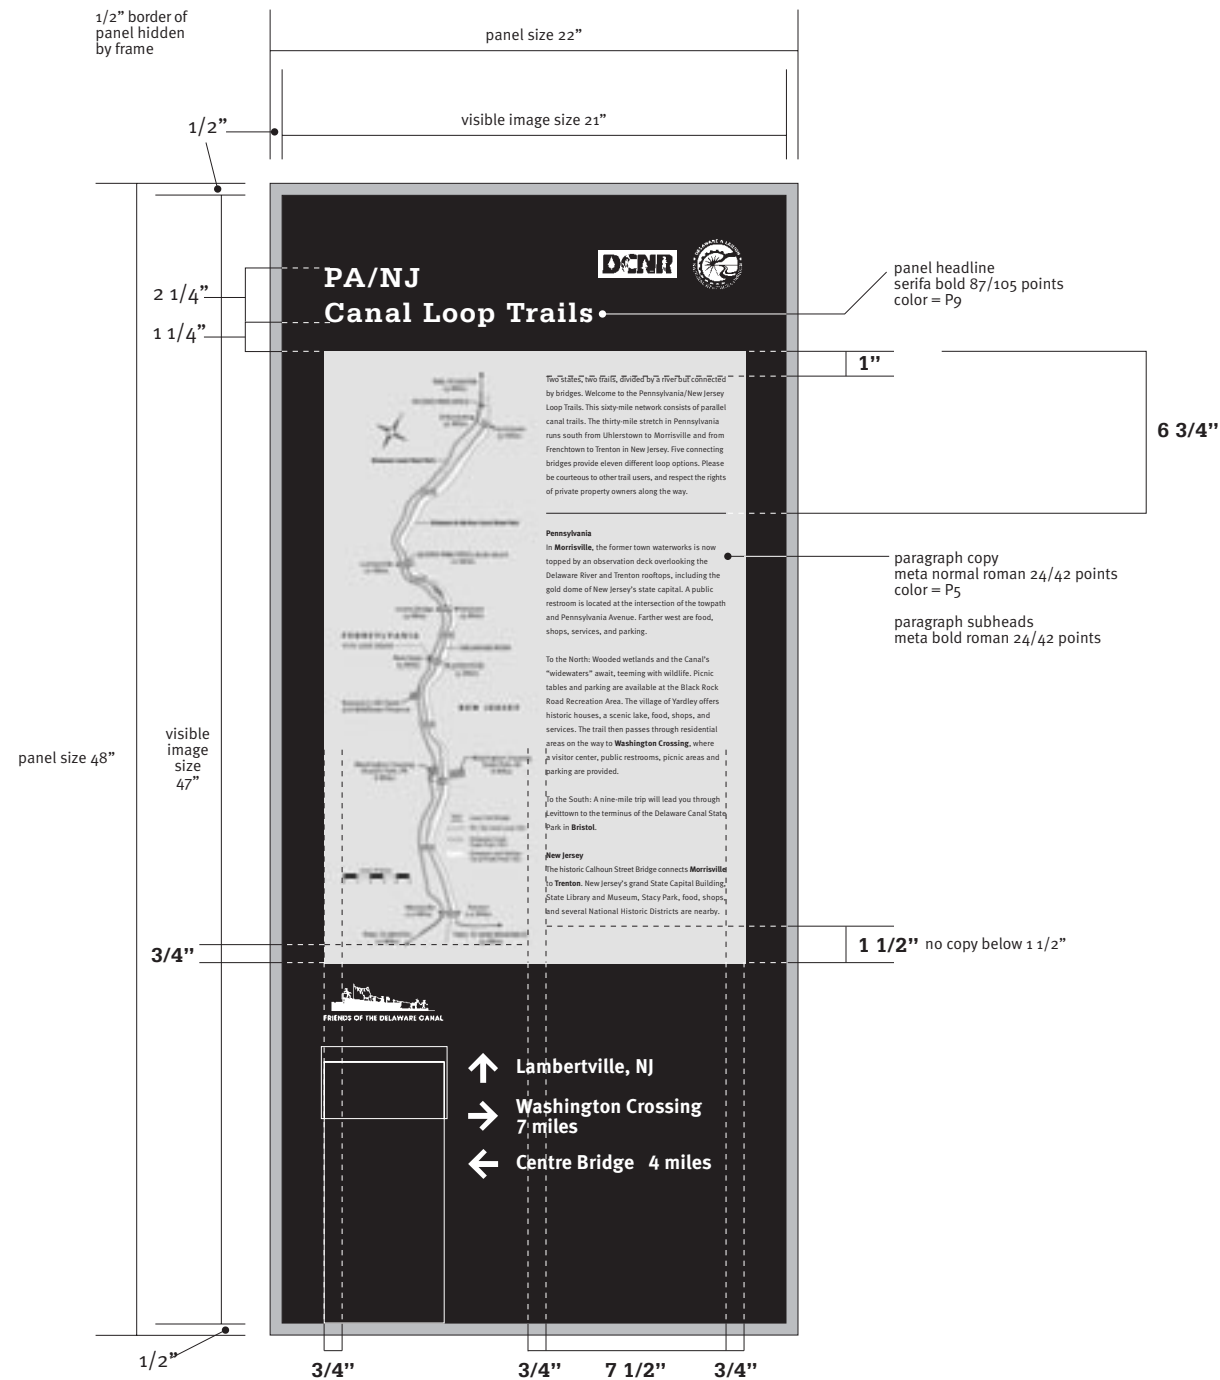 1/2” border of
panel hidden
by frame
panel size 22”
visible image size 21”
1/2”
PA/NJ
Canal Loop Trails
DCNR
2 1/4”
1 1/4”
panel headline
serifa bold 87/105 points
color = P9
1”
6 3/4”
Two states, two trails, divided by a river but connected
by bridges. Welcome to the Pennsylvania/New Jersey
Loop Trails. This sixty-mile network consists of parallel
canal trails. The thirty-mile stretch in Pennsylvania
runs south from Uhlerstown to Morrisville and from
Frenchtown to Trenton in New Jersey. Five connecting
bridges provide eleven different loop options. Please
be courteous to other trail users, and respect the rights
of private property owners along the way.
Pennsylvania
In Morrisville, the former town waterworks is now
topped by an observation deck overlooking the
Delaware River and Trenton rooftops, including the
gold dome of New Jersey’s state capital. A public
restroom is located at the intersection of the towpath
and Pennsylvania Avenue. Farther west are food,
shops, services, and parking.
To the North: Wooded wetlands and the Canal’s
“widewaters” await, teeming with wildlife. Picnic
tables and parking are available at the Black Rock
Road Recreation Area. The village of Yardley offers
historic houses, a scenic lake, food, shops, and
services. The trail then passes through residential
areas on the way to Washington Crossing, where
a visitor center, public restrooms, picnic areas and
parking are provided.
To the South: A nine-mile trip will lead you through
Levittown to the terminus of the Delaware Canal State
Park in Bristol.
New Jersey
The historic Calhoun Street Bridge connects Morrisville
to Trenton. New Jersey’s grand State Capital Building,
State Library and Museum, Stacy Park, food, shops,
and several National Historic Districts are nearby.
PENNSYLVANIA
NEW JERSEY
paragraph copy
meta normal roman 24/42 points
color = P5
paragraph subheads
meta bold roman 24/42 points
panel size 48”
visible
image
size
47”
3/4”
1 1/2” no copy below 1 1/2”
FRIENDS OF THE DELAWARE CANAL
Lambertville, NJ
Washington Crossing
7 miles
Centre Bridge 4 miles
1/2”
3/4”
3/4”
7 1/2”
3/4”